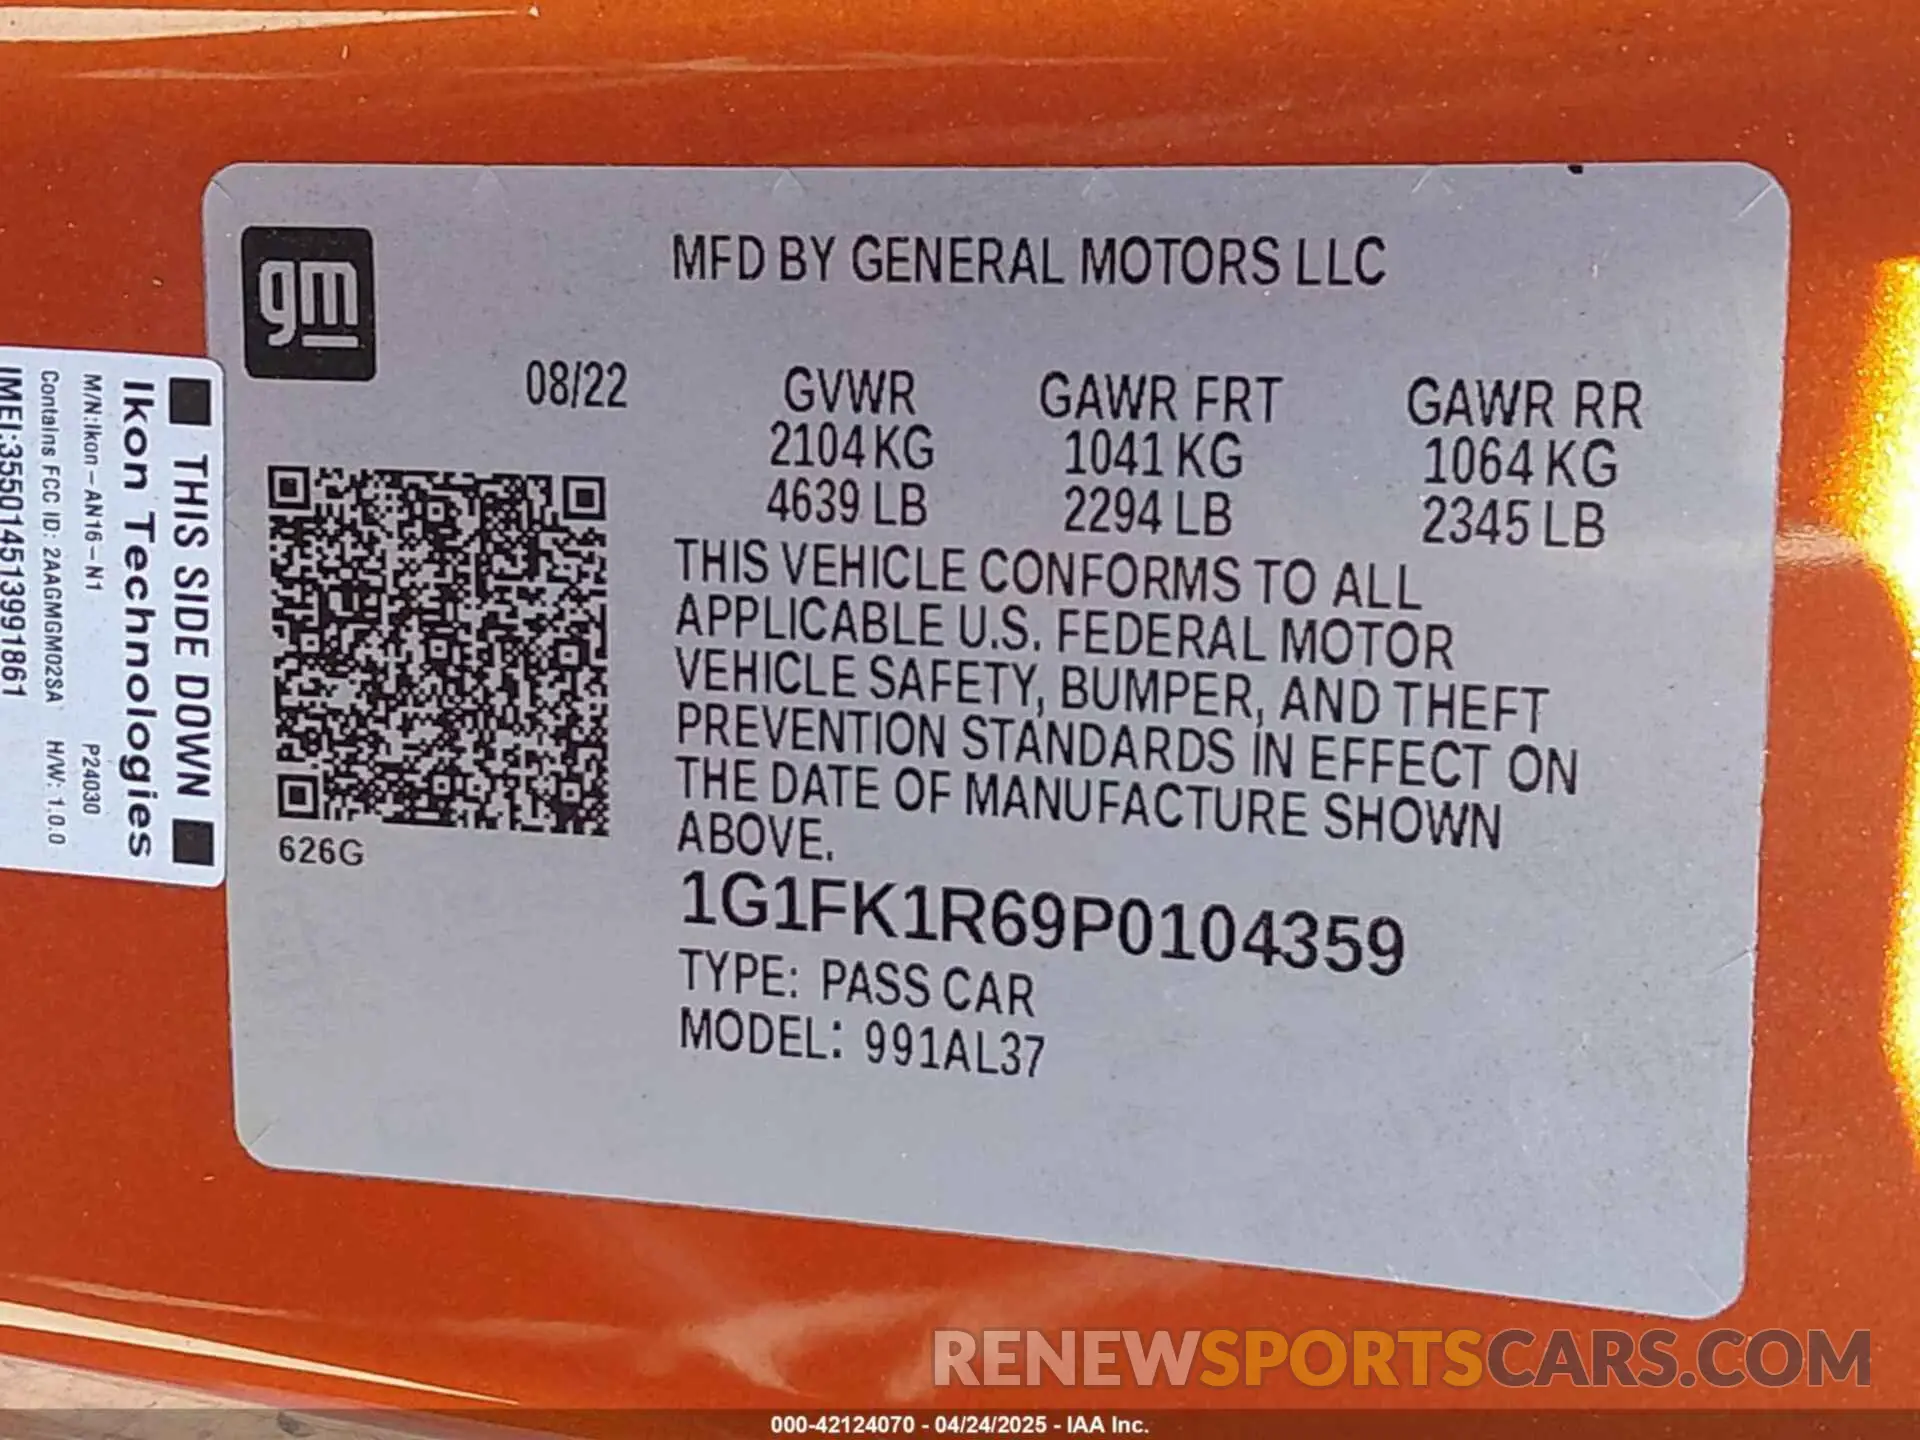 gm
MFD BY GENERAL MOTORS LLC
08/22
GVWR GAWR FRT GAWR RR
2104 KG 1041 KG 1064 KG
4639 LB 2294 LB 2345 LB
THIS VEHICLE CONFORMS TO ALL
APPLICABLE U.S. FEDERAL MOTOR
VEHICLE SAFETY, BUMPER, AND THEFT
PREVENTION STANDARDS IN EFFECT ON
THE DATE OF MANUFACTURE SHOWN
ABOVE.
626G
1G1FK1R69P0104359
TYPE: PASS CAR
MODEL: 991AL37
THIS SIDE DOWN
Ikon Technologies
M/N:Ikon-AN16-N1 P24030
Contains FCC ID: 2AAGMGM02SA H/W: 1.0.0
IMEI:355014513991861
RENEWSPORTSCARS.COM
000-42124070 - 04/24/2025 - IAA Inc.